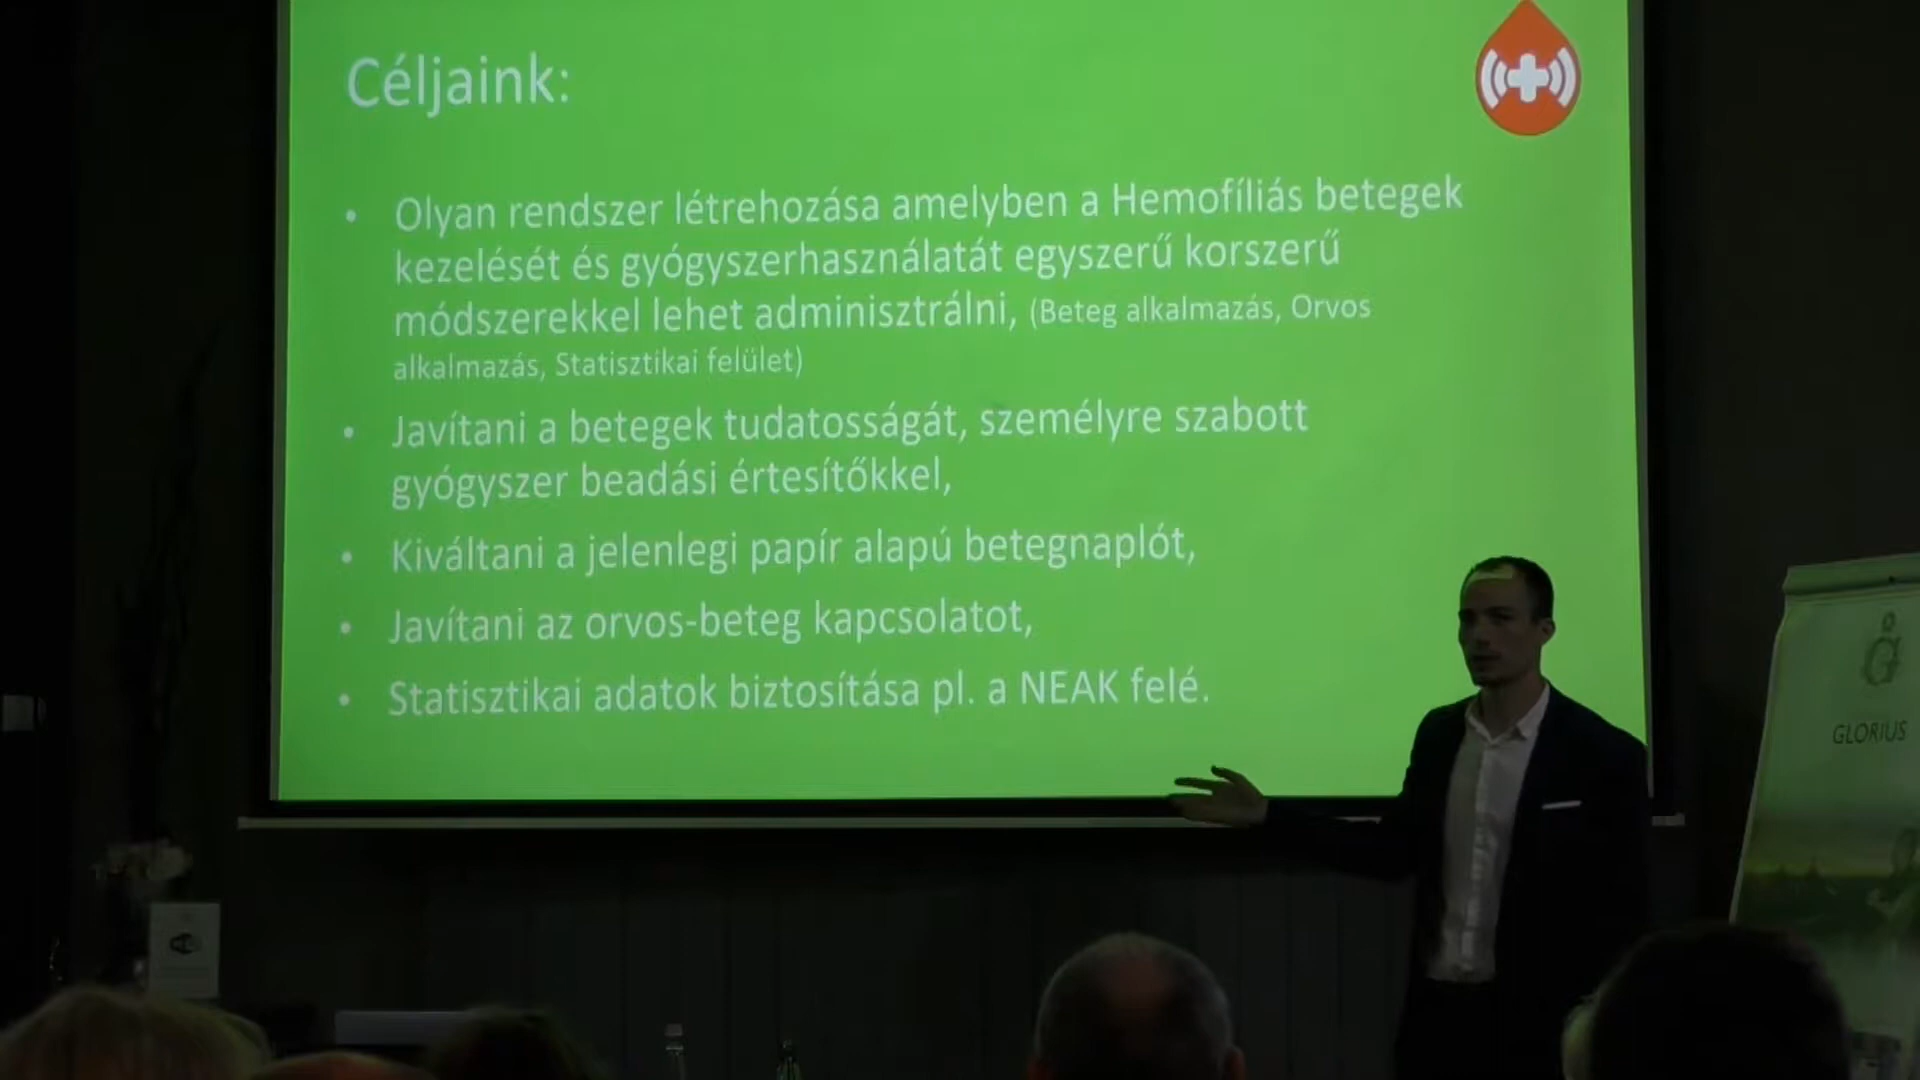 Céljaink:
• Olyan rendszer létrehozása amelyben a Hemofíliás betegek
kezelését és gyógyszerhasználatát egyszerű korszerű
módszerekkel lehet adminisztrálni, (Beteg alkalmazás, Orvos
alkalmazás, Statisztikai felület)
• Javítani a betegek tudatosságát, személyre szabott
gyógyszer beadási értesítőkkel,
• Kiváltani a jelenlegi papír alapú betegnaplót,
• Javítani az orvos-beteg kapcsolatot,
• Statisztikai adatok biztosítása pl. a NEAK felé.
G
GLORIUS